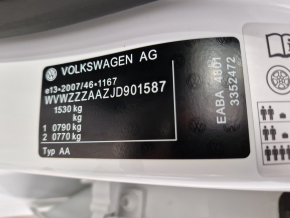 VOLKSWAGEN AG
e13-2007/46*1167
WVWZZZAAZJD901587
1530 kg
kg
1 0790 kg
2 0770 kg
Typ AA
EABA 4801
3352472